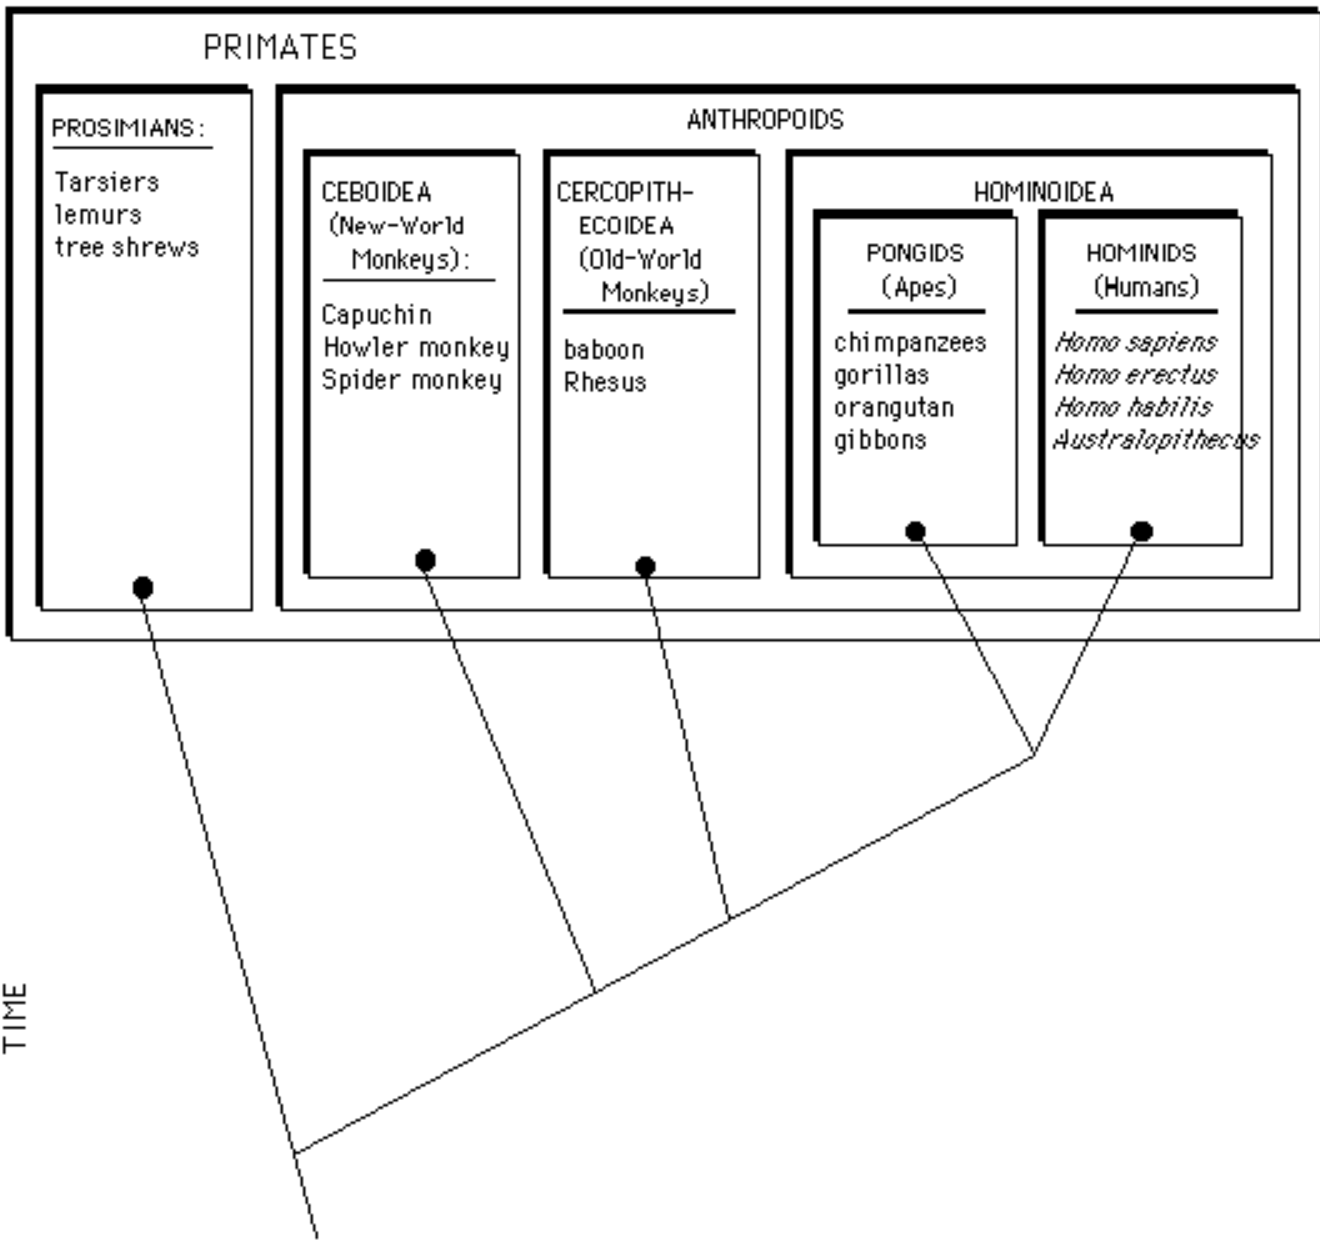 PRIMATES
PROSIMIANS:
Tarsiers
lemurs
tree shrews
ANTHROPOIDS
CEBOIDEA
(New-World
Monkeys):
Capuchin
Howler monkey
Spider monkey
CERCOPITH-
ECOIDEA
(Old-World
Monkeys)
baboon
Rhesus
HOMINOIDEA
PONGIDS
(Apes)
chimpanzees
gorillas
orangutan
gibbons
HOMINIDS
(Humans)
Homo sapiens
Homo erectus
Homo habilis
Australopithecus
TIME